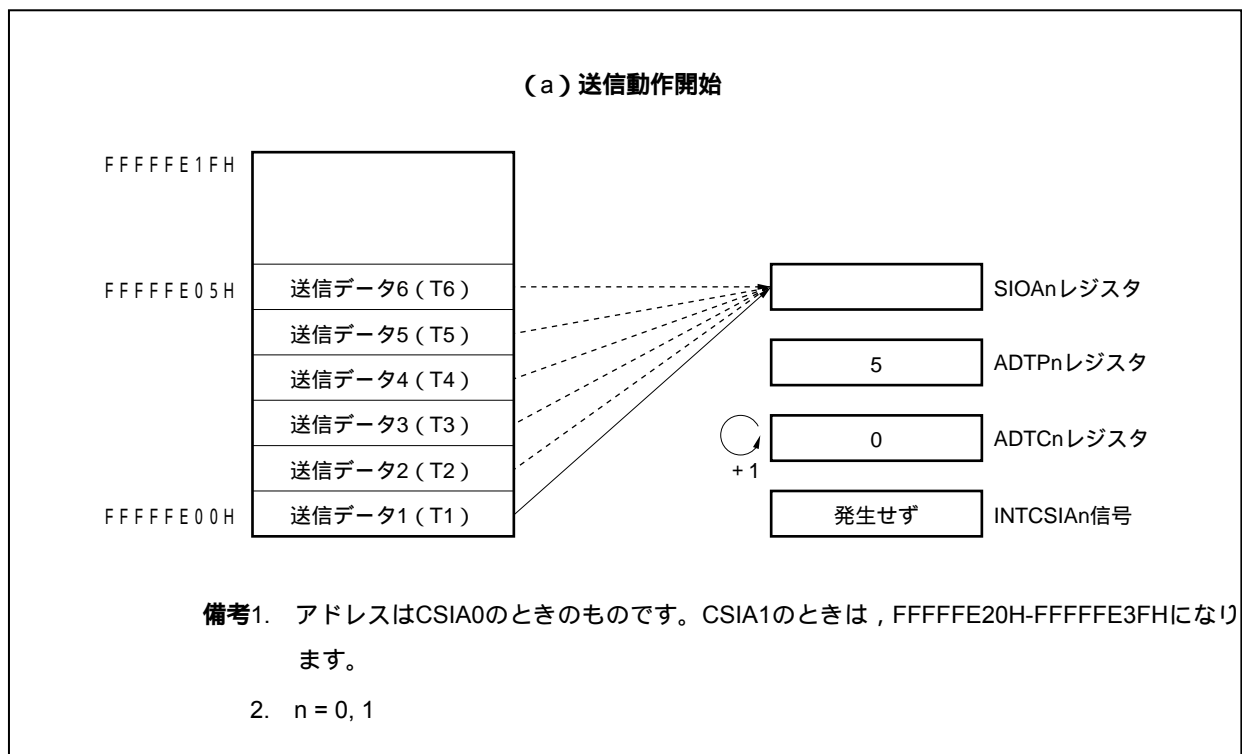 （a）送信動作開始
FFFFFE1FH
FFFFFE05H 送信データ6（T6） SIOAnレジスタ
送信データ5（T5）
送信データ4（T4） 5 ADTPnレジスタ
送信データ3（T3） 0 ADTCnレジスタ
送信データ2（T2） +1
FFFFFE00H 送信データ1（T1） 発生せず INTCSIAn信号
備考1. アドレスはCSIA0のときのものです。CSIA1のときは，FFFFFE20H-FFFFFE3FHになり
ます。
2. n = 0, 1